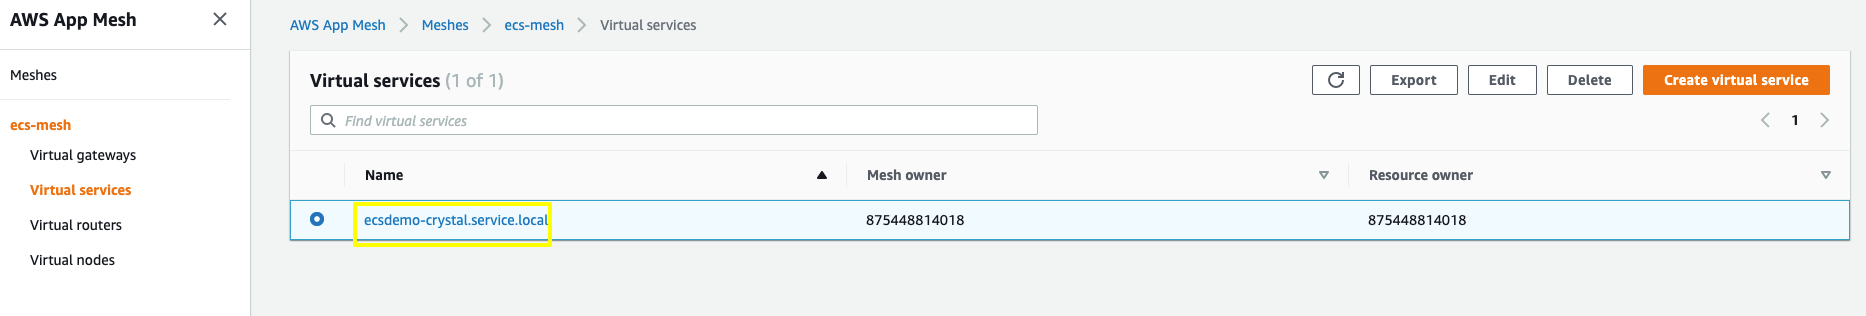 AWS App Mesh
Meshes
ecs-mesh
Virtual gateways
Virtual services
Virtual routers
Virtual nodes
AWS App Mesh Meshes ecs-mesh Virtual services
Virtual services (1 of 1)
Export Edit Delete Create virtual service
Find virtual services
1
Name Mesh owner Resource owner
ecsdemo-crystal.service.local 875448814018 875448814018